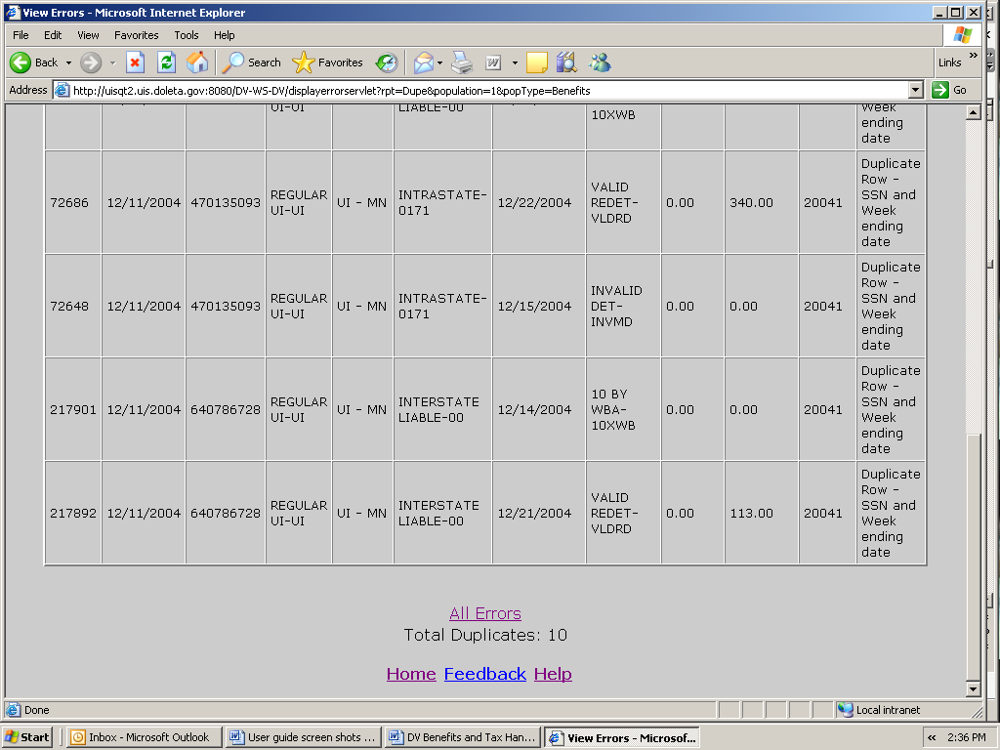 View Errors - Microsoft Internet Explorer
File Edit View Favorites Tools Help
Back Search Favorites W Links »
Address http://uisqt2.uis.doleta.gov:8080/DV-WS-DV/displayerrorservlet?rpt=Dupe&population=1&popType=Benefits Go
UI-UI LIABLE-00 10XWB Week
ending
date
72686 12/11/2004 470135093 REGULAR UI-UI UI - MN INTRASTATE-0171 12/22/2004 VALID REDET-VLDRD 0.00 340.00 20041 Duplicate Row - SSN and Week ending date
72648 12/11/2004 470135093 REGULAR UI-UI UI - MN INTRASTATE-0171 12/15/2004 INVALID DET-INVMD 0.00 0.00 20041 Duplicate Row - SSN and Week ending date
217901 12/11/2004 640786728 REGULAR UI-UI UI - MN INTERSTATE LIABLE-00 12/14/2004 10 BY WBA-10XWB 0.00 0.00 20041 Duplicate Row - SSN and Week ending date
217892 12/11/2004 640786728 REGULAR UI-UI UI - MN INTERSTATE LIABLE-00 12/21/2004 VALID REDET-VLDRD 0.00 113.00 20041 Duplicate Row - SSN and Week ending date
All Errors
Total Duplicates: 10
Home Feedback Help
Done Local intranet
Start Inbox - Microsoft Outlook User guide screen shots ... DV Benefits and Tax Han... View Errors - Microsof... « 2:36 PM